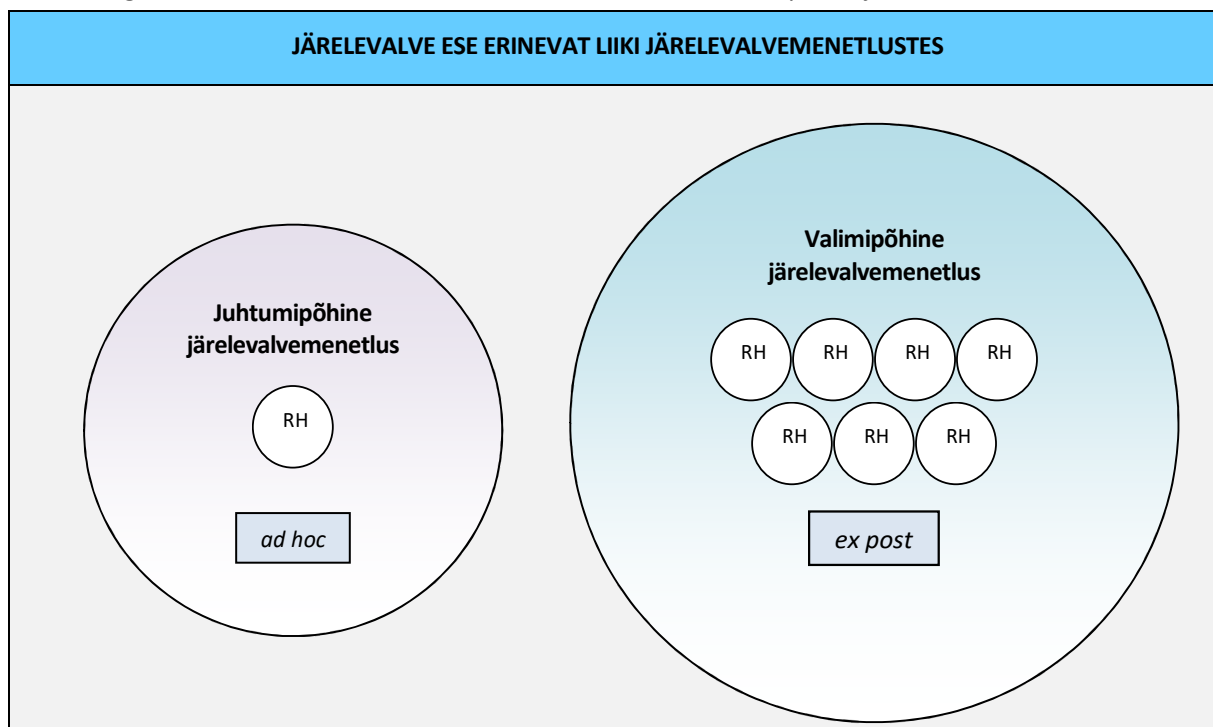 JÄRELEVALVE ESE ERINEVAT LIIKI JÄRELEVALVEMENETLUSTES
Juhtumipõhine
järelevalvemenetlus
RH
ad hoc
Valimipõhine
järelevalvemenetlus
RH RH RH RH
RH RH RH
ex post